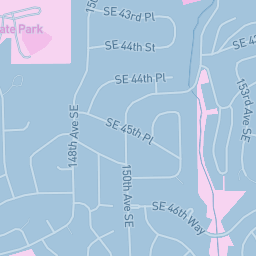 SE 43rd Pl
ate Park
SE 44th St
SE 44th Pl
148th Ave SE
SE 45th Pl
153rd Ave SE
150th Ave SE
SE 46th Way